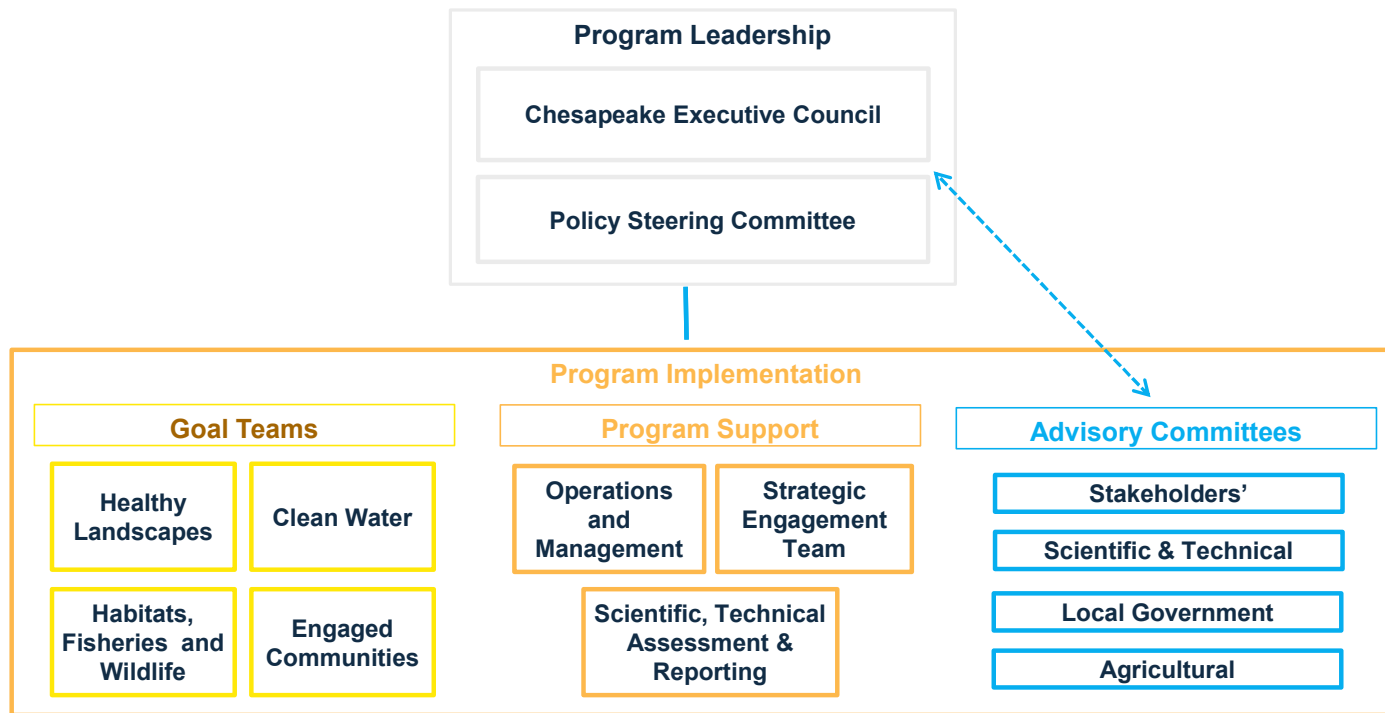 Program Leadership
Chesapeake Executive Council
Policy Steering Committee
Program Implementation
Goal Teams
Healthy
Landscapes
Clean Water
Habitats,
Fisheries and
Wildlife
Engaged
Communities
Program Support
Operations
and
Management
Strategic
Engagement
Team
Scientific, Technical
Assessment &
Reporting
Advisory Committees
Stakeholders’
Scientific & Technical
Local Government
Agricultural